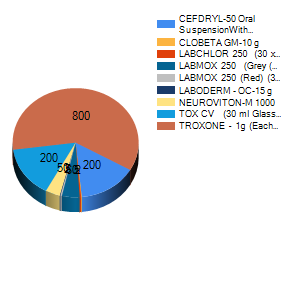 CEFDRYL-50 Oral
SuspensionWith...
CLOBETA GM-10 g
LABCHLOR 250 (30 x...
LABMOX 250 (Grey (...
LABMOX 250 (Red) (3...
LABODERM - OC-15 g
NEUROVITON-M 1000
TOX CV (30 ml Glass...
TROXONE - 1g (Each...
800
200
50
200